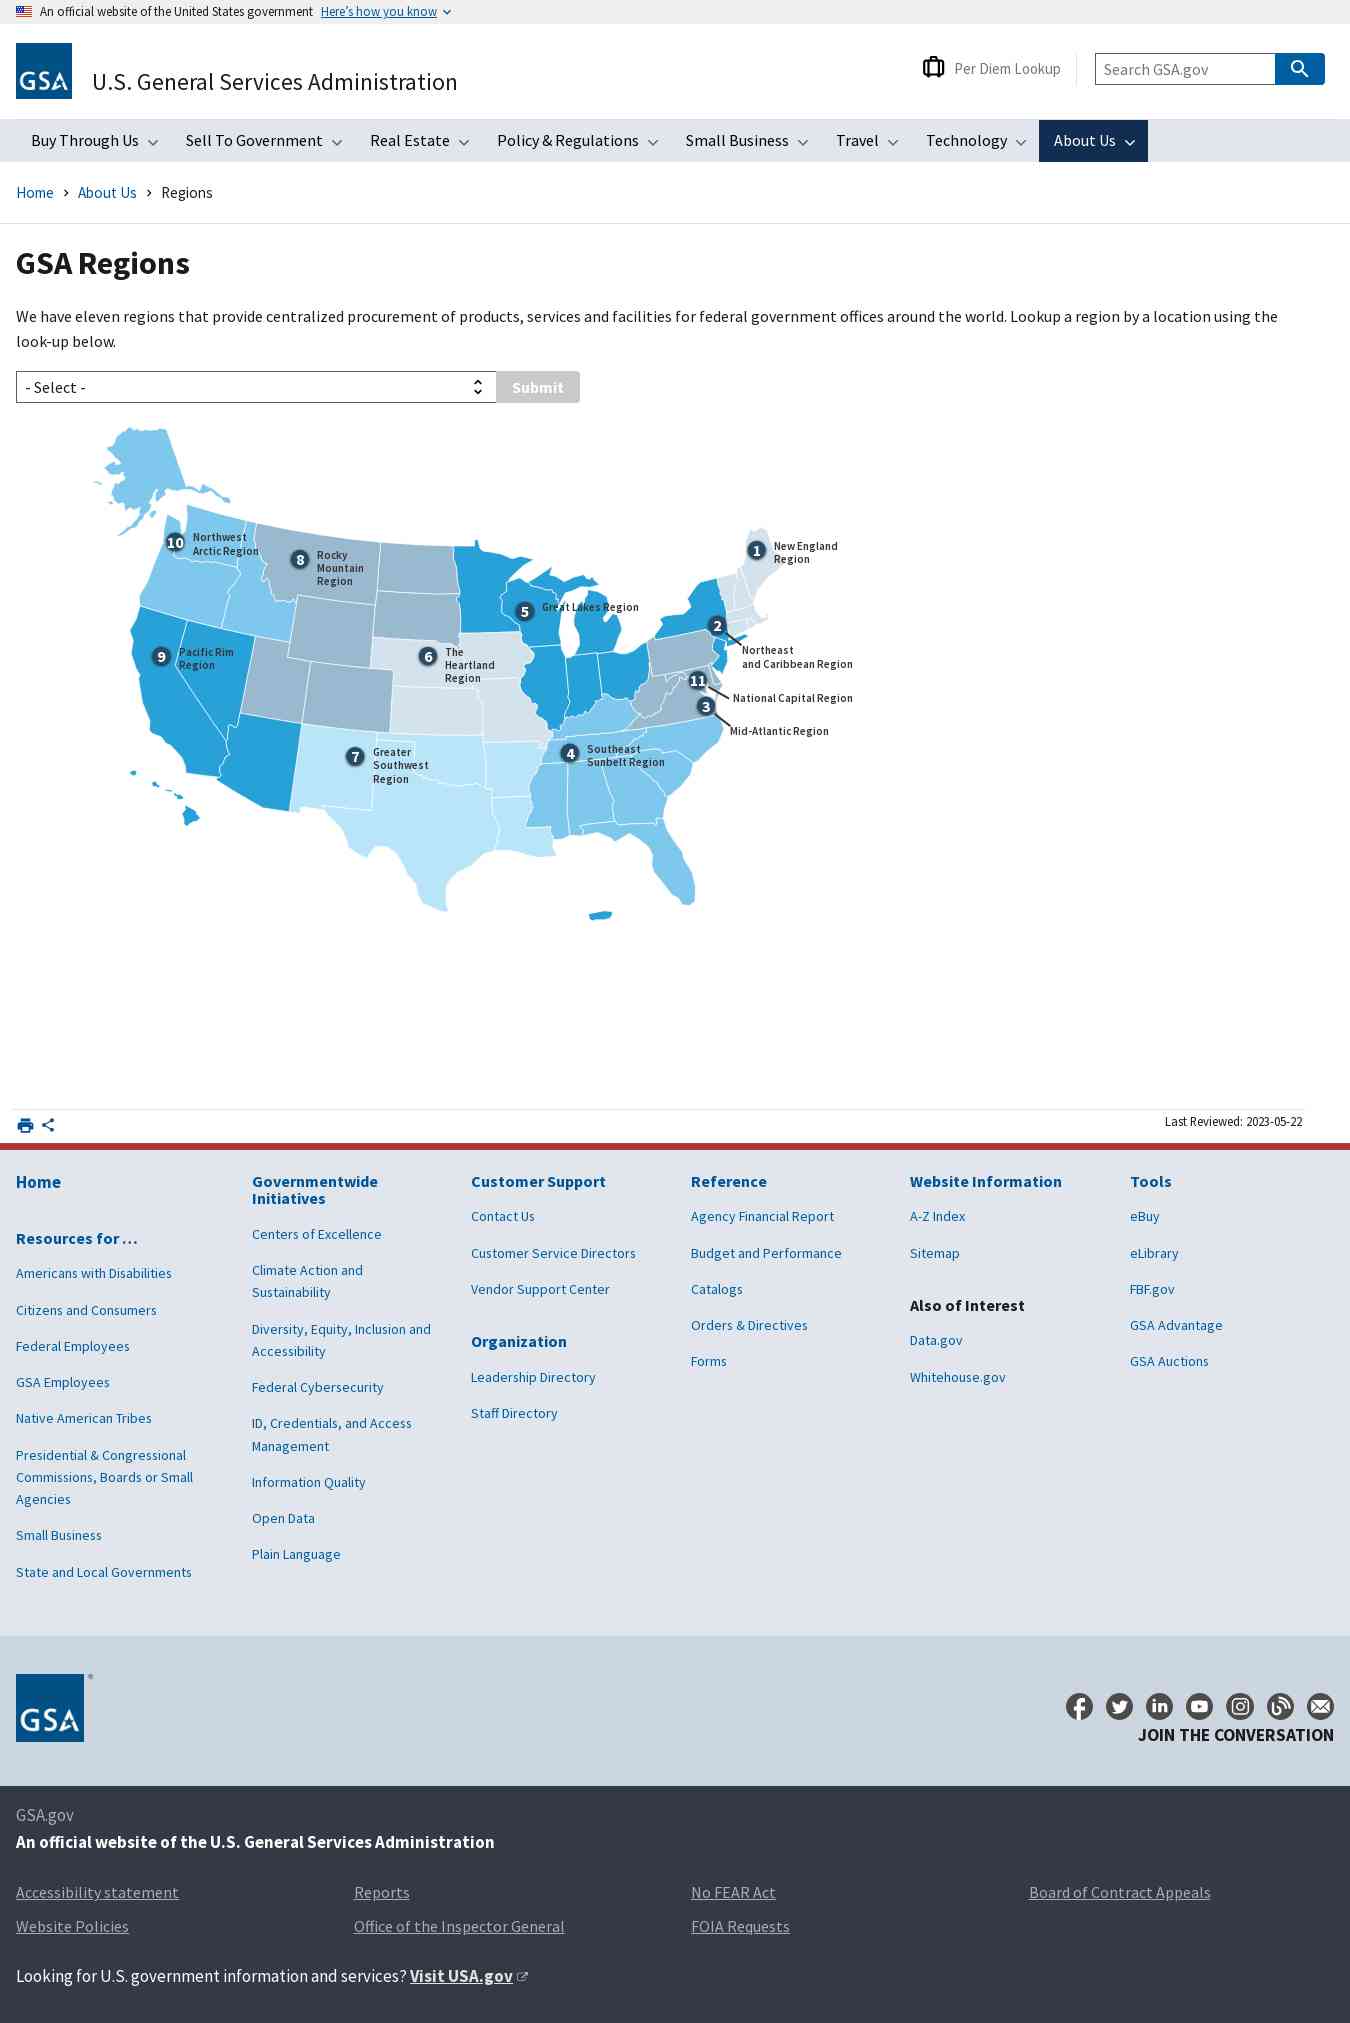 An official website of the United States government Here's how you know
GSA
U.S. General Services Administration
Per Diem Lookup
Search GSA.gov
Buy Through Us
Sell To Government
Real Estate
Policy & Regulations
Small Business
Travel
Technology
About Us
Home
About Us
Regions
GSA Regions
We have eleven regions that provide centralized procurement of products, services and facilities for federal government offices around the world. Lookup a region by a location using the
look-up below.
- Select -
Submit
10
Northwest
Arctic Region
8
Rocky
Mountain
Region
1
New England
Region
5
Great Lakes Region
2
Northeast
and Caribbean Region
9
Pacific Rim
Region
6
The
Heartland
Region
11
National Capital Region
3
Mid-Atlantic Region
7
Greater
Southwest
Region
4
Southeast
Sunbelt Region
Last Reviewed: 2023-05-22
Home
Resources for …
Americans with Disabilities
Citizens and Consumers
Federal Employees
GSA Employees
Native American Tribes
Presidential & Congressional
Commissions, Boards or Small
Agencies
Small Business
State and Local Governments
Governmentwide
Initiatives
Centers of Excellence
Climate Action and
Sustainability
Diversity, Equity, Inclusion and
Accessibility
Federal Cybersecurity
ID, Credentials, and Access
Management
Information Quality
Open Data
Plain Language
Customer Support
Contact Us
Customer Service Directors
Vendor Support Center
Organization
Leadership Directory
Staff Directory
Reference
Agency Financial Report
Budget and Performance
Catalogs
Orders & Directives
Forms
Website Information
A-Z Index
Sitemap
Also of Interest
Data.gov
Whitehouse.gov
Tools
eBuy
eLibrary
FBF.gov
GSA Advantage
GSA Auctions
GSA
®
JOIN THE CONVERSATION
GSA.gov
An official website of the U.S. General Services Administration
Accessibility statement
Reports
No FEAR Act
Board of Contract Appeals
Website Policies
Office of the Inspector General
FOIA Requests
Looking for U.S. government information and services? Visit USA.gov